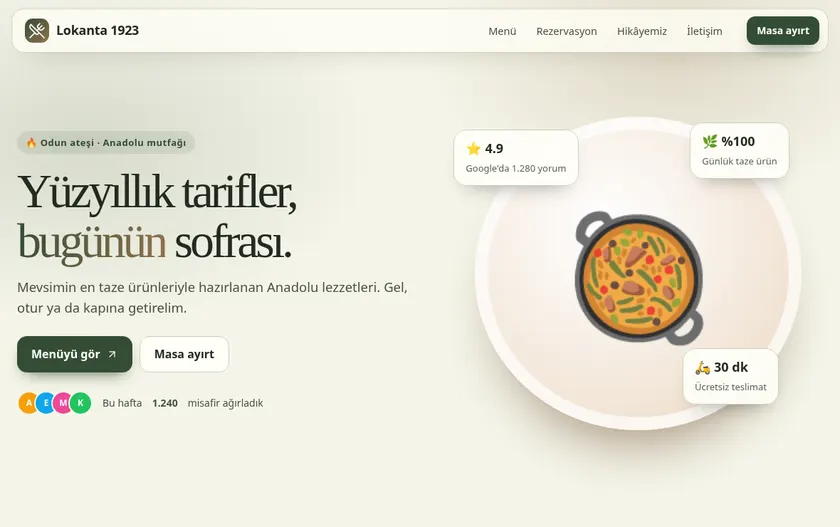 Lokanta 1923
Menü
Rezervasyon
Hikâyemiz
İletişim
Masa ayırt
🔥 Odun ateşi · Anadolu mutfağı
Yüzyıllık tarifler,
bugünün sofrası.
Mevsimin en taze ürünleriyle hazırlanan Anadolu lezzetleri. Gel,
otur ya da kapına getirelim.
Menüyü gör
Masa ayırt
A E M K
Bu hafta 1.240 misafir ağırladık
⭐ 4.9
Google'da 1.280 yorum
🌿 %100
Günlük taze ürün
🛵 30 dk
Ücretsiz teslimat